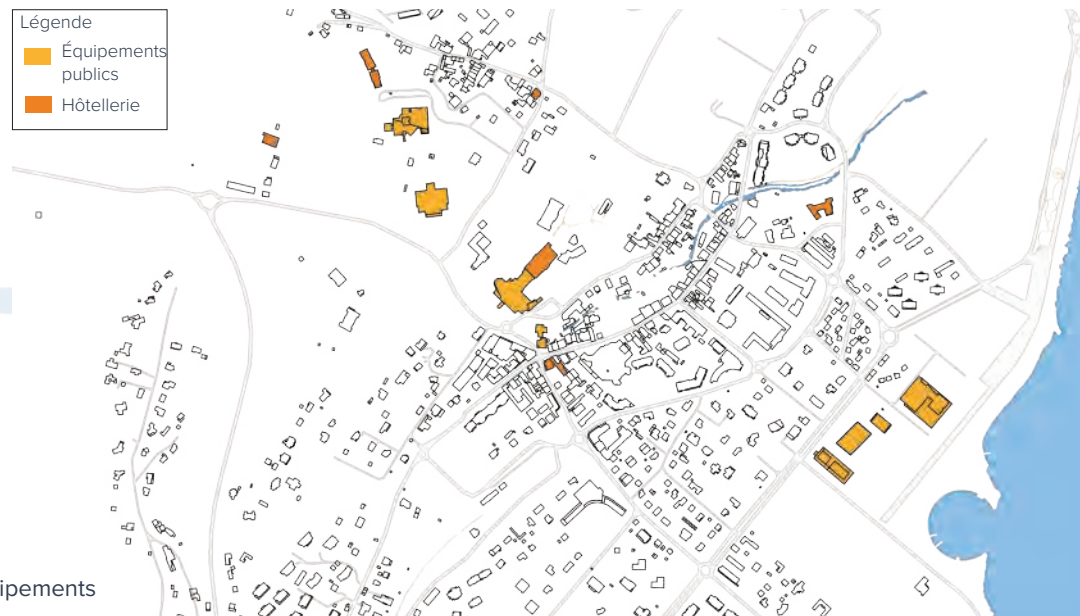 Légende
Équipements
publics
Hôtellerie
ipements